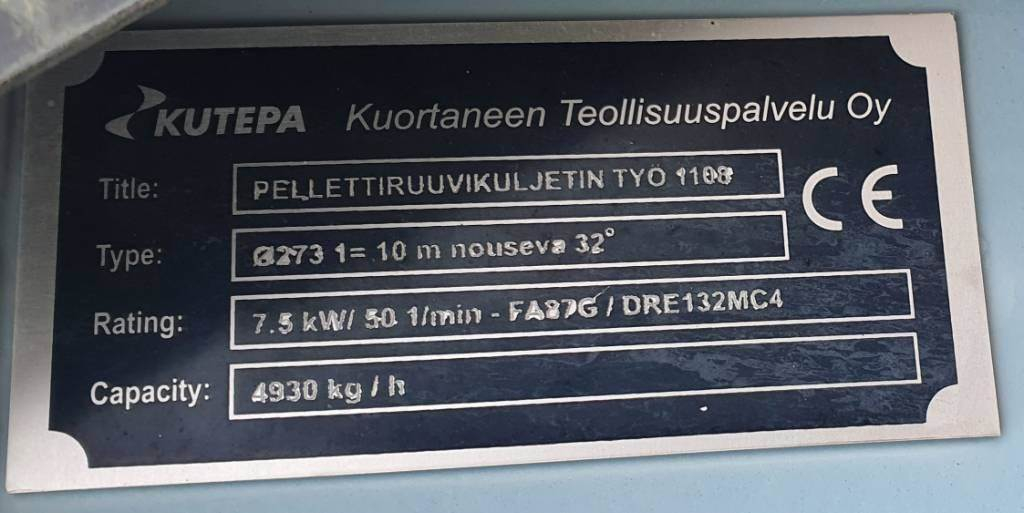 KUTEPA Kuortaneen Teollisuuspalvelu Oy
Title: PELLETTIRUUVIKULJETIN TYÖ 1108
CE
Type: Ø273 1= 10 m nouseva 32°
Rating: 7.5 kW/ 50 1/min - FA87G / DRE132MC4
Capacity: 4930 kg / h